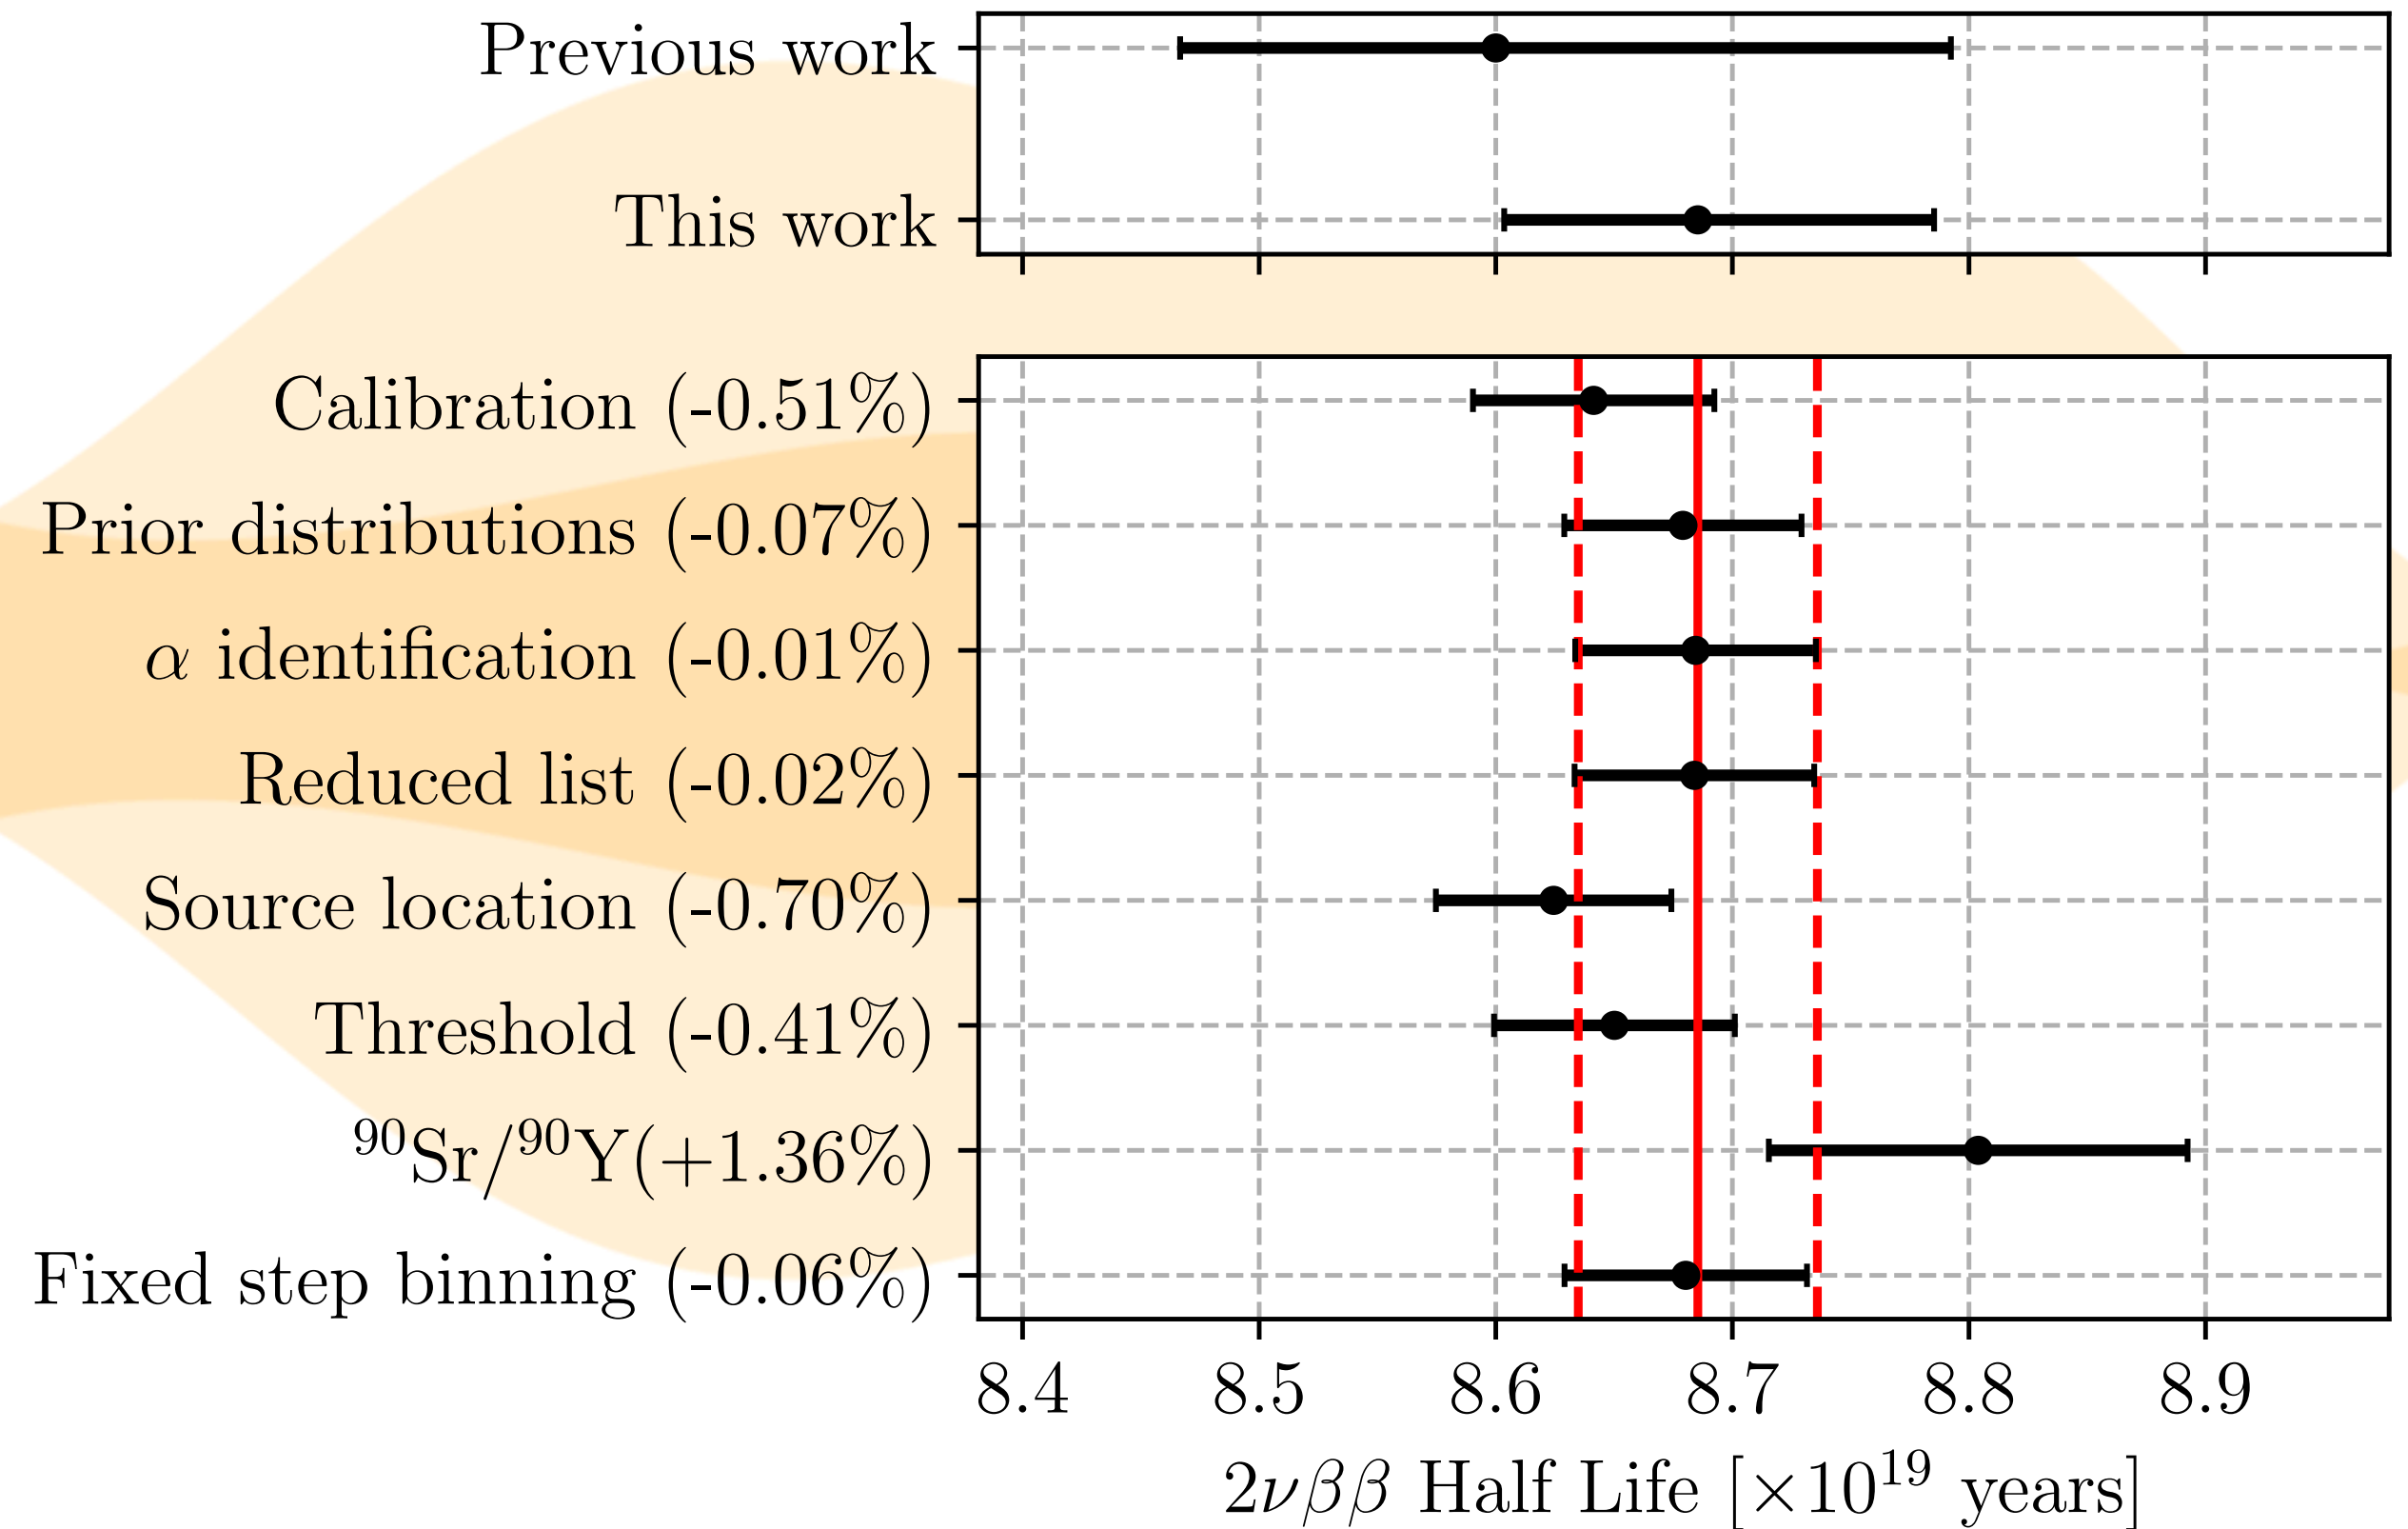 Previous work
This work
Calibration (-0.51%)
Prior distributions (-0.07%)
α identification (-0.01%)
Reduced list (-0.02%)
Source location (-0.70%)
Threshold (-0.41%)
⁹⁰Sr/⁹⁰Y(+1.36%)
Fixed step binning (-0.06%)
8.4 8.5 8.6 8.7 8.8 8.9
2νββ Half Life [×10¹⁹ years]